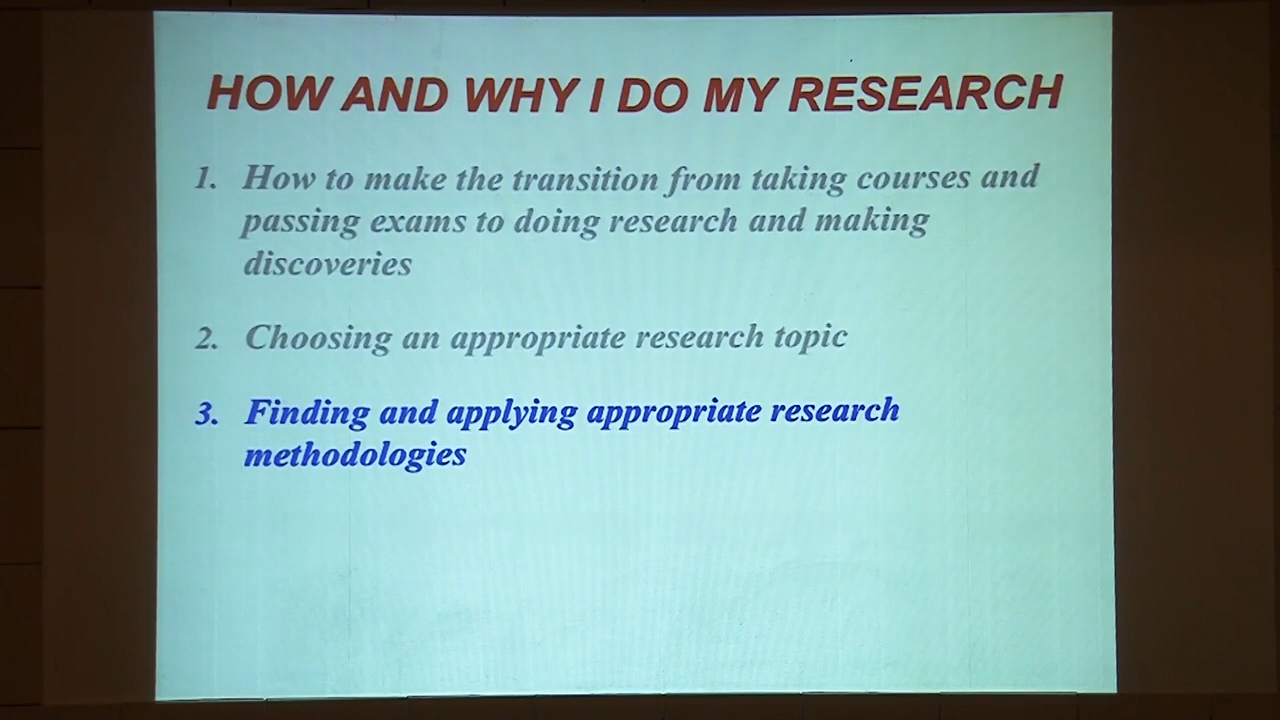 HOW AND WHY I DO MY RESEARCH
1. How to make the transition from taking courses and
passing exams to doing research and making
discoveries
2. Choosing an appropriate research topic
3. Finding and applying appropriate research
methodologies